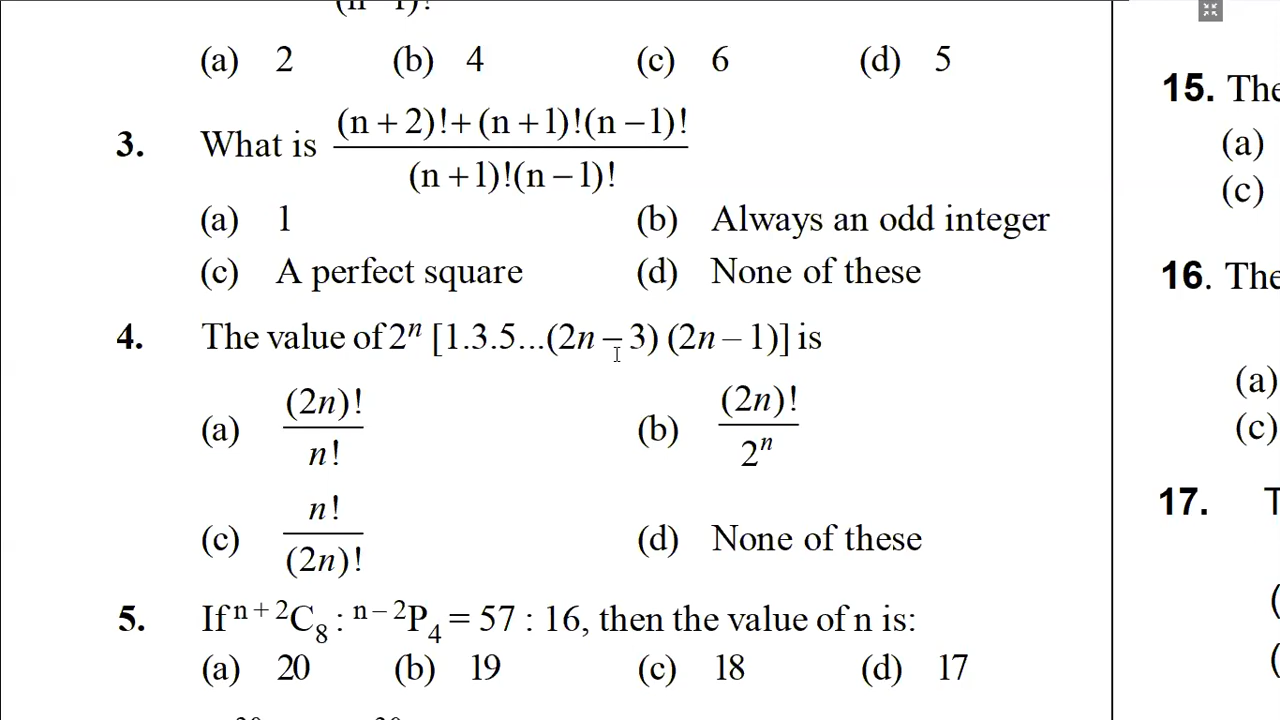 (n – 1)!
(a) 2 (b) 4 (c) 6 (d) 5
3. What is (n + 2)! + (n + 1)!(n – 1)! / (n + 1)!(n – 1)!
(a) 1 (b) Always an odd integer
(c) A perfect square (d) None of these
4. The value of 2ⁿ [1.3.5...(2n – 3) (2n – 1)] is
(a) (2n)! / n! (b) (2n)! / 2ⁿ
(c) n! / (2n)! (d) None of these
5. If ⁿ⁺²C₈ : ⁿ⁻²P₄ = 57 : 16, then the value of n is:
(a) 20 (b) 19 (c) 18 (d) 17
15. The
(a)
(c)
16. The
(a)
(c)
17. T